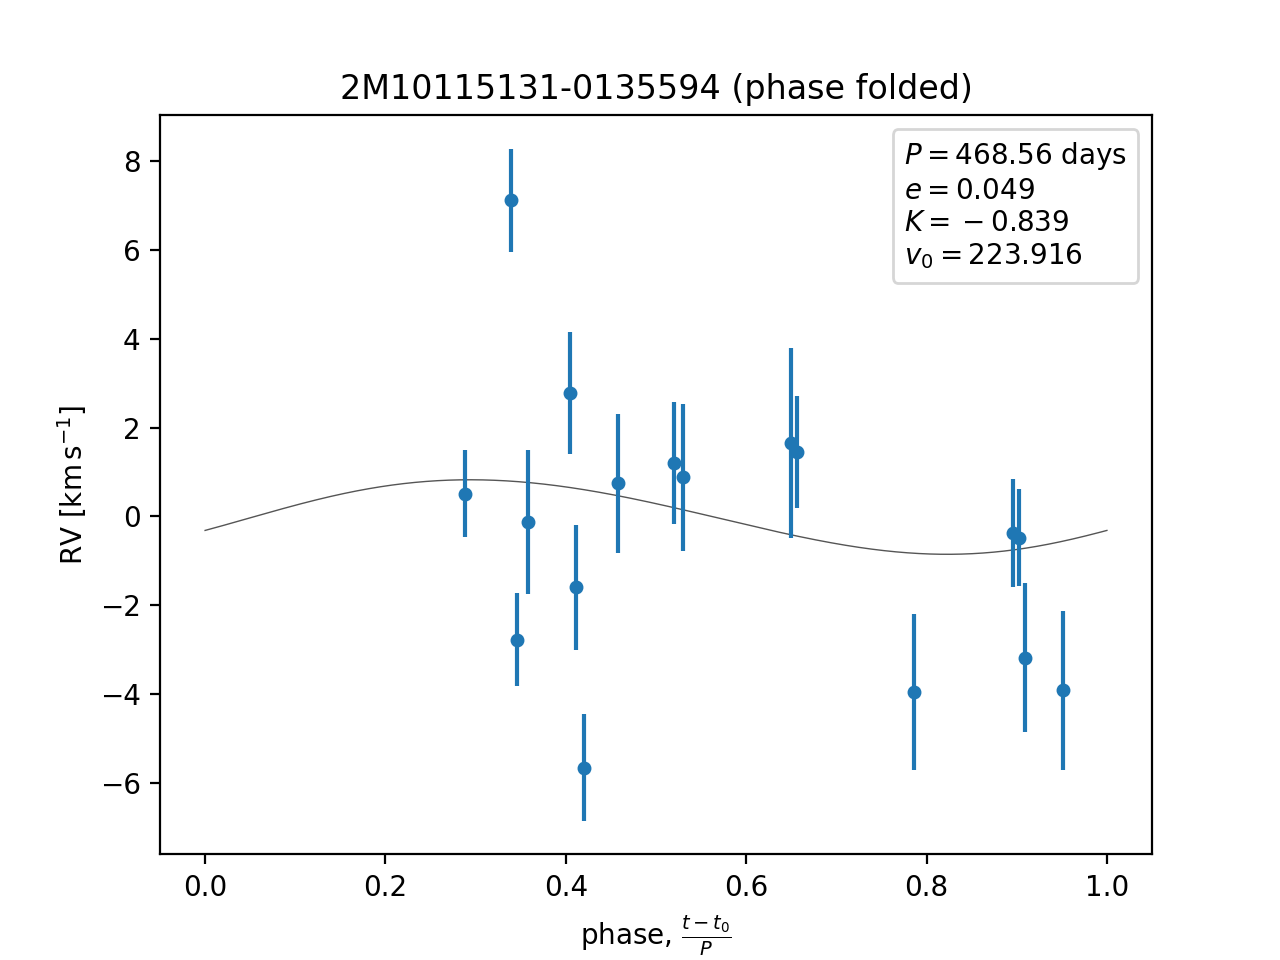 2M10115131-0135594 (phase folded)
P = 468.56 days
e = 0.049
K = −0.839
v₀ = 223.916
8
6
4
2
0
−2
−4
−6
RV [km s⁻¹]
0.0 0.2 0.4 0.6 0.8 1.0
phase, (t − t₀)/P